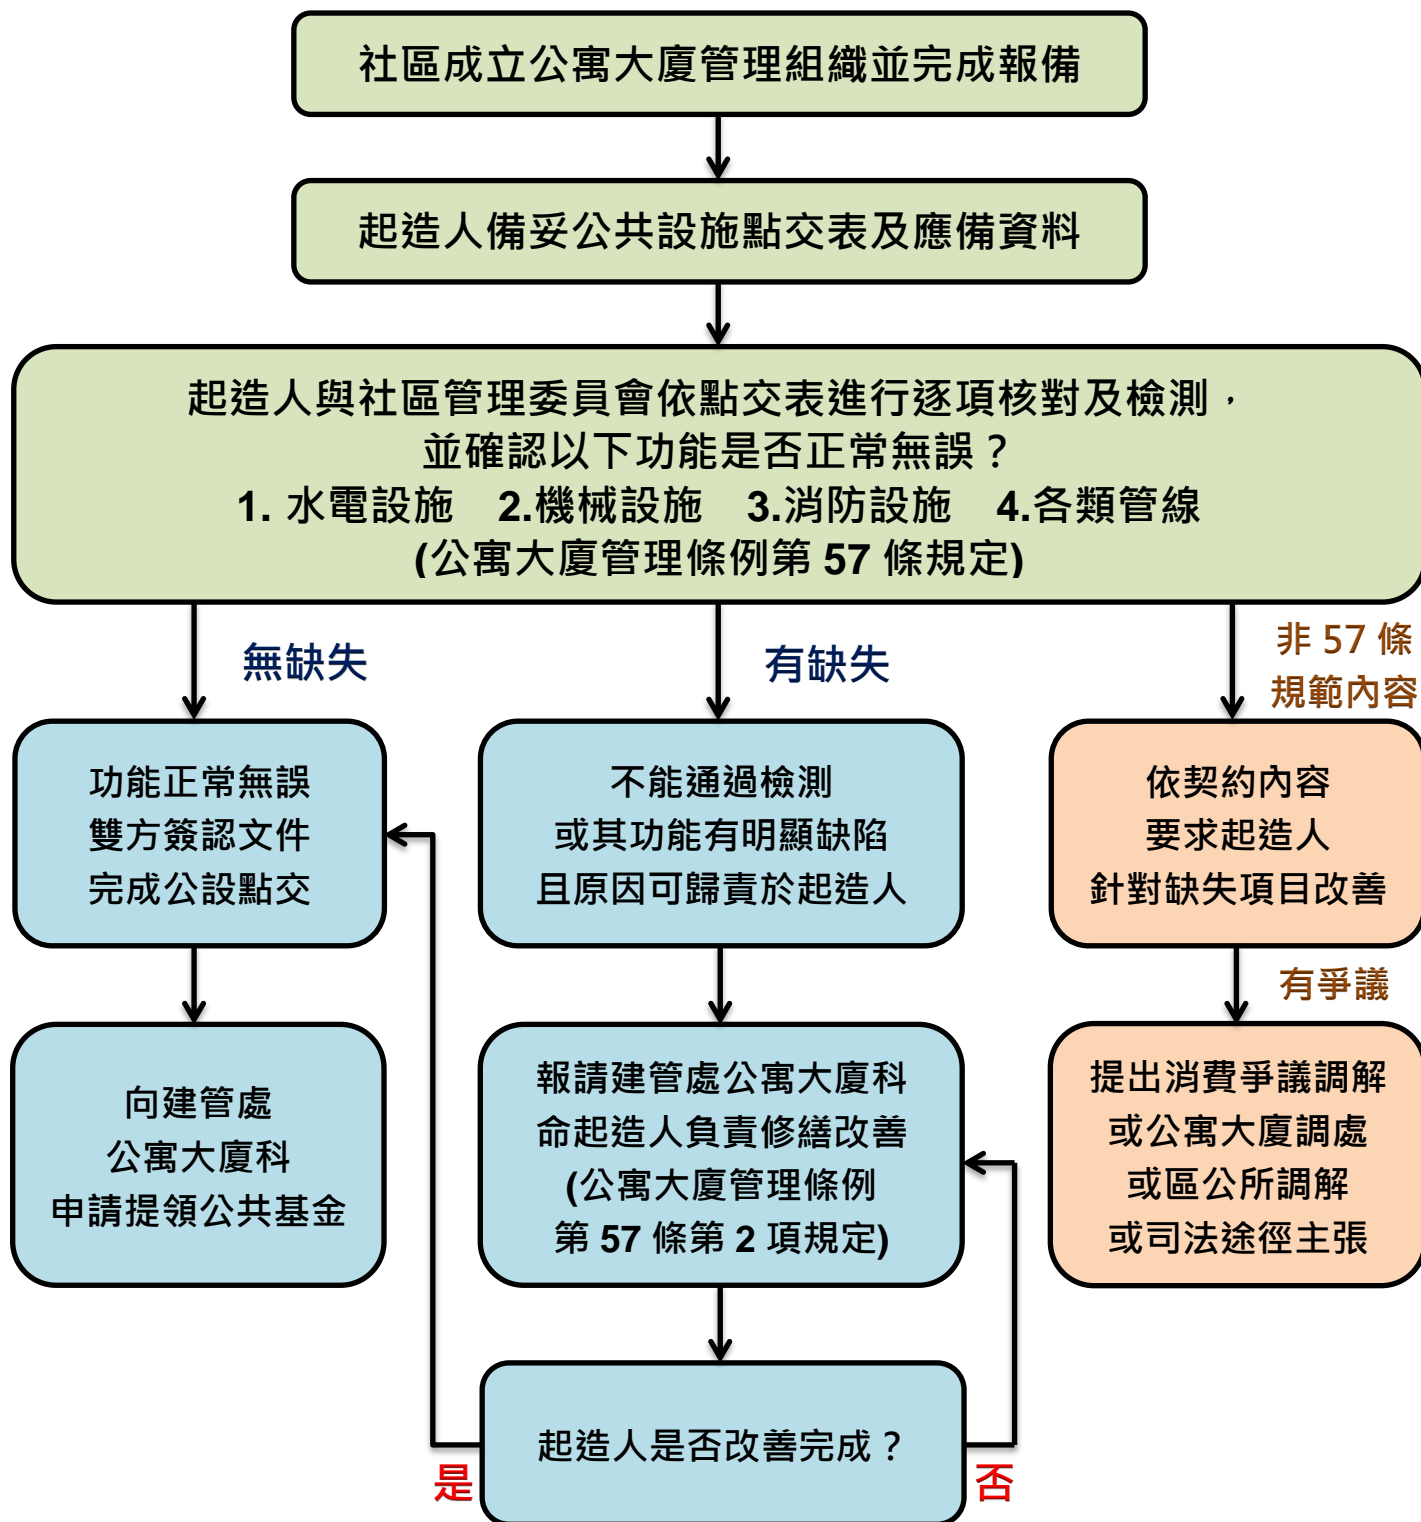 社區成立公寓大廈管理組織並完成報備
起造人備妥公共設施點交表及應備資料
起造人與社區管理委員會依點交表進行逐項核對及檢測，
並確認以下功能是否正常無誤？
1. 水電設施 2.機械設施 3.消防設施 4.各類管線
(公寓大廈管理條例第 57 條規定)
無缺失
有缺失
非 57 條
規範內容
功能正常無誤
雙方簽認文件
完成公設點交
不能通過檢測
或其功能有明顯缺陷
且原因可歸責於起造人
依契約內容
要求起造人
針對缺失項目改善
有爭議
向建管處
公寓大廈科
申請提領公共基金
報請建管處公寓大廈科
命起造人負責修繕改善
(公寓大廈管理條例
第 57 條第 2 項規定)
提出消費爭議調解
或公寓大廈調處
或區公所調解
或司法途徑主張
起造人是否改善完成？
是
否